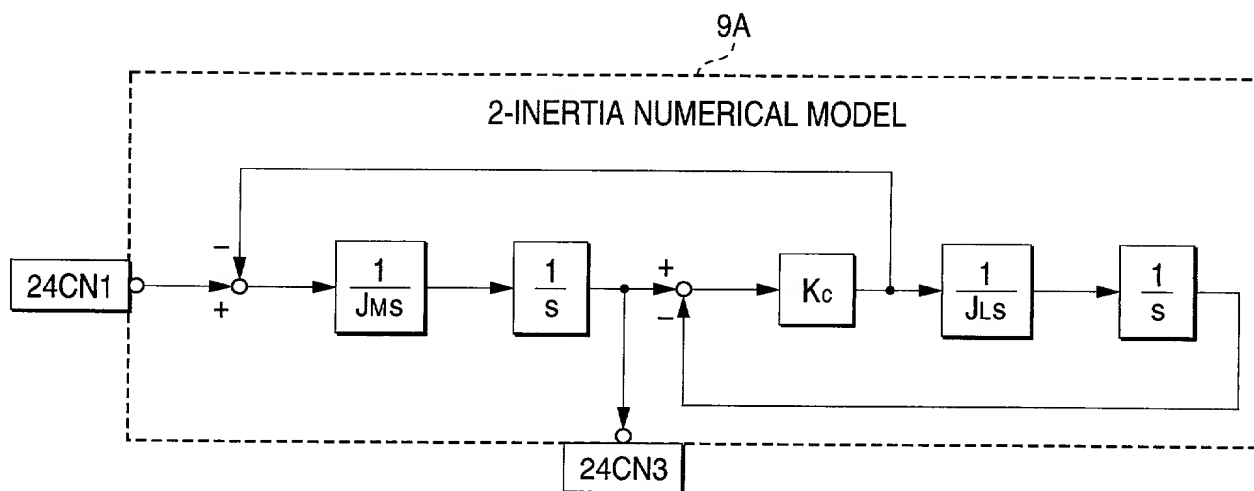 9A
2-INERTIA NUMERICAL MODEL
24CN1
−
+
1
JMs
1
s
+
−
Kc
1
JLs
1
s
24CN3